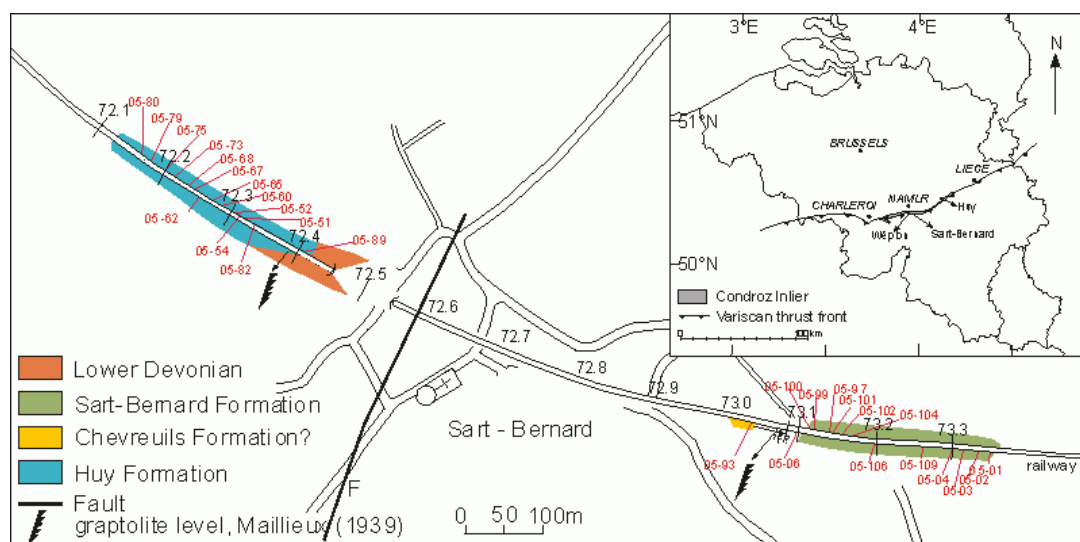 3°E
4°E
N
51°N
BRUSSELS
LIEGE
CHARLEROI
NAMUR
Huy
Wépion
Sart-Bernard
50°N
Condroz Inlier
Variscan thrust front
0
100 km
72.1
05-80
05-79
72.2
05-75
05-73
05-68
05-67
05-65
72.3
05-60
05-52
05-51
05-62
05-54
05-82
72.4
05-89
72.5
72.6
72.7
72.8
72.9
73.0
73.1
05-100
05-99
05-97
05-101
05-102
05-104
73.2
73.3
05-93
05-06
05-106
05-109
05-04
05-03
05-02
05-01
railway
Sart - Bernard
F
Lower Devonian
Sart-Bernard Formation
Chevreuils Formation?
Huy Formation
Fault
graptolite level, Maillieux (1939)
0 50 100m